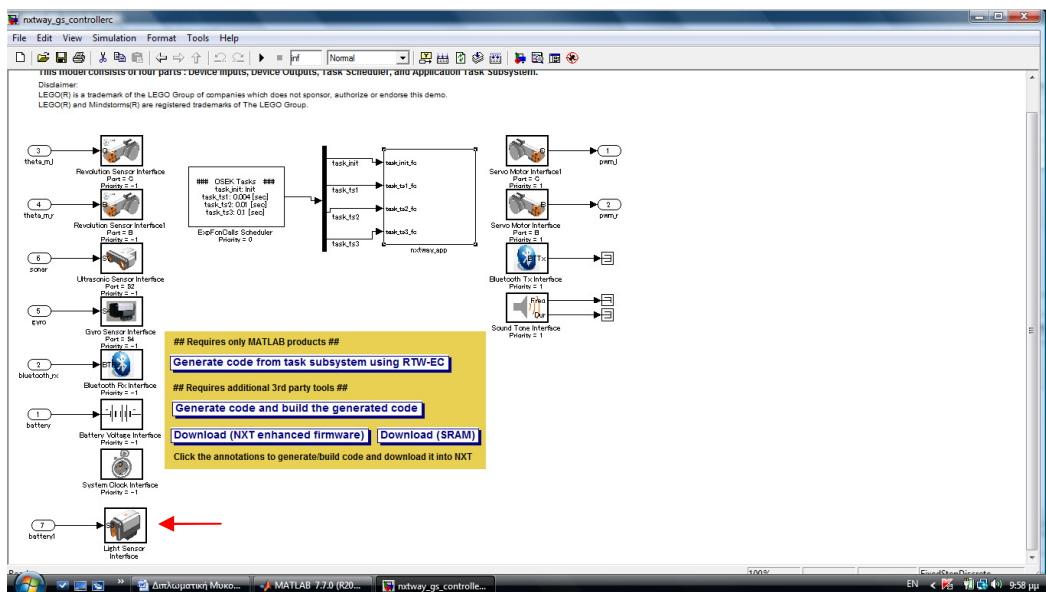 nxtway_gs_controllerc
File Edit View Simulation Format Tools Help
inf Normal
This model consists of four parts : Device Inputs, Device Outputs, Task Scheduler, and Application Task Subsystem.
Disclaimer:
LEGO(R) is a trademark of the LEGO Group of companies which does not sponsor, authorize or endorse this demo.
LEGO(R) and Mindstorms(R) are registered trademarks of The LEGO Group.
3
theta_m_l
Revolution Sensor Interface
Port = C
Priority = -1
4
theta_m_r
Revolution Sensor Interface1
Port = B
Priority = -1
6
sonar
Ultrasonic Sensor Interface
Port = S2
Priority = -1
5
gyro
Gyro Sensor Interface
Port = S4
Priority = -1
2
bluetooth_rx
Bluetooth Rx Interface
Priority = -1
1
battery
Battery Voltage Interface
Priority = -1
System Clock Interface
Priority = -1
7
battery1
Light Sensor
Interface
### OSEK Tasks ###
task_init: Init
task_ts1: 0.004 [sec]
task_ts2: 0.01 [sec]
task_ts3: 0.1 [sec]
ExpFcnCalls Scheduler
Priority = 0
task_init
task_ts1
task_ts2
task_ts3
task_init_fc
task_ts1_fc
task_ts2_fc
task_ts3_fc
nxtway_app
C
Servo Motor Interface1
Port = C
Priority = 1
1
pwm_l
B
Servo Motor Interface
Port = B
Priority = 1
2
pwm_r
BT Tx
Bluetooth Tx Interface
Priority = 1
Freq
Dur
Sound Tone Interface
Priority = 1
## Requires only MATLAB products ##
Generate code from task subsystem using RTW-EC
## Requires additional 3rd party tools ##
Generate code and build the generated code
Download (NXT enhanced firmware) Download (SRAM)
Click the annotations to generate/build code and download it into NXT
100% FixedStepDiscrete
» Διπλωματική Μυκο... MATLAB 7.7.0 (R20... nxtway_gs_controlle... EN < 9:58 μμ